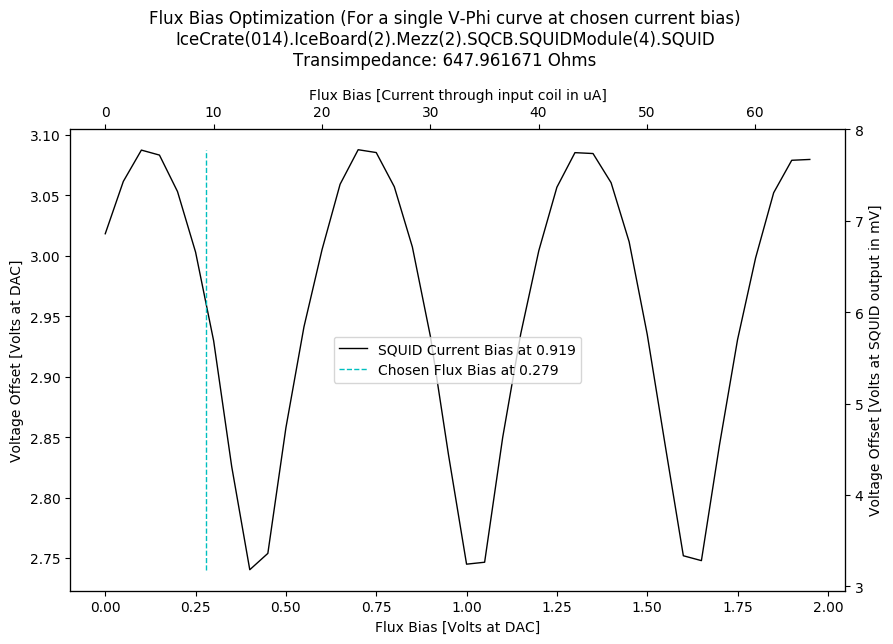 Flux Bias Optimization (For a single V-Phi curve at chosen current bias)
IceCrate(014).IceBoard(2).Mezz(2).SQCB.SQUIDModule(4).SQUID
Transimpedance: 647.961671 Ohms
Flux Bias [Current through input coil in uA]
0 10 20 30 40 50 60
3.10
3.05
3.00
2.95
2.90
2.85
2.80
2.75
Voltage Offset [Volts at DAC]
SQUID Current Bias at 0.919
Chosen Flux Bias at 0.279
8
7
6
5
4
3
Voltage Offset [Volts at SQUID output in mV]
0.00 0.25 0.50 0.75 1.00 1.25 1.50 1.75 2.00
Flux Bias [Volts at DAC]